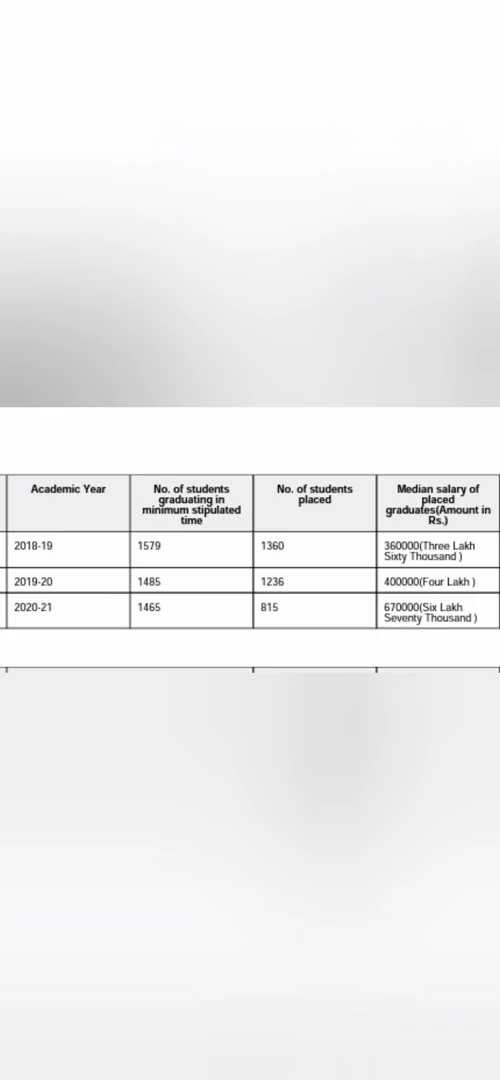 Academic Year
No. of students
graduating in
minimum stipulated
time
No. of students
placed
Median salary of
placed
graduates(Amount in
Rs.)
2018-19
1579
1360
360000(Three Lakh
Sixty Thousand )
2019-20
1485
1236
400000(Four Lakh )
2020-21
1465
815
670000(Six Lakh
Seventy Thousand )